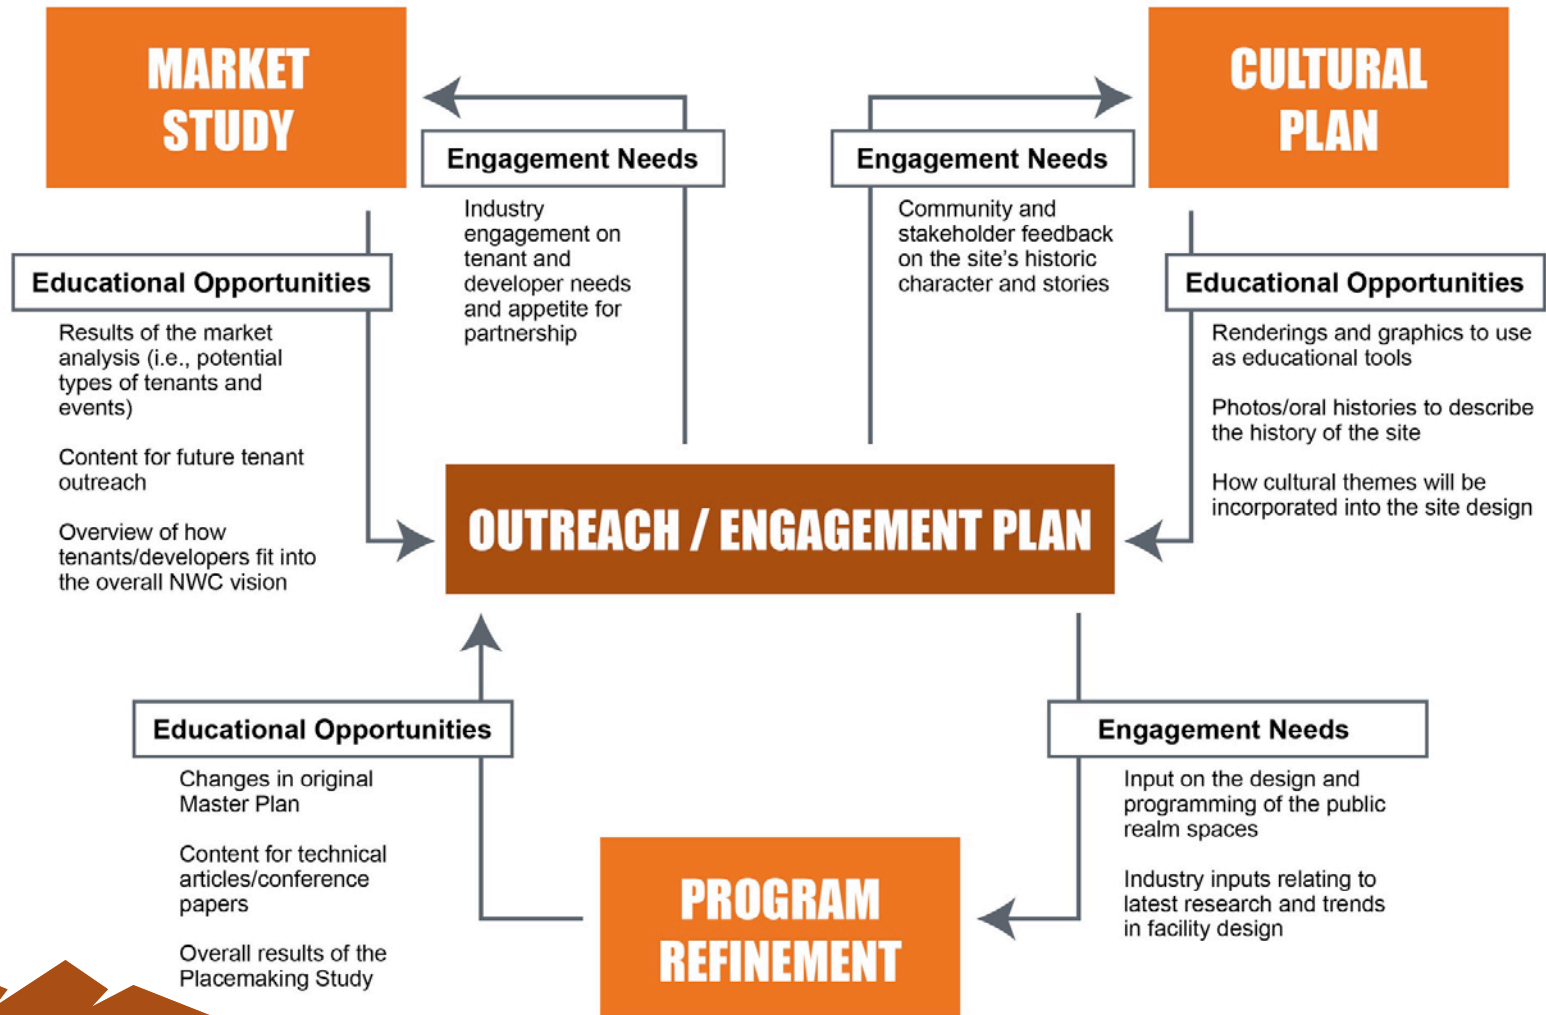 MARKET
STUDY
CULTURAL
PLAN
Engagement Needs
Industry
engagement on
tenant and
developer needs
and appetite for
partnership
Engagement Needs
Community and
stakeholder feedback
on the site's historic
character and stories
Educational Opportunities
Results of the market
analysis (i.e., potential
types of tenants and
events)
Content for future tenant
outreach
Overview of how
tenants/developers fit into
the overall NWC vision
Educational Opportunities
Renderings and graphics to use
as educational tools
Photos/oral histories to describe
the history of the site
How cultural themes will be
incorporated into the site design
OUTREACH / ENGAGEMENT PLAN
Educational Opportunities
Changes in original
Master Plan
Content for technical
articles/conference
papers
Overall results of the
Placemaking Study
Engagement Needs
Input on the design and
programming of the public
realm spaces
Industry inputs relating to
latest research and trends
in facility design
PROGRAM
REFINEMENT